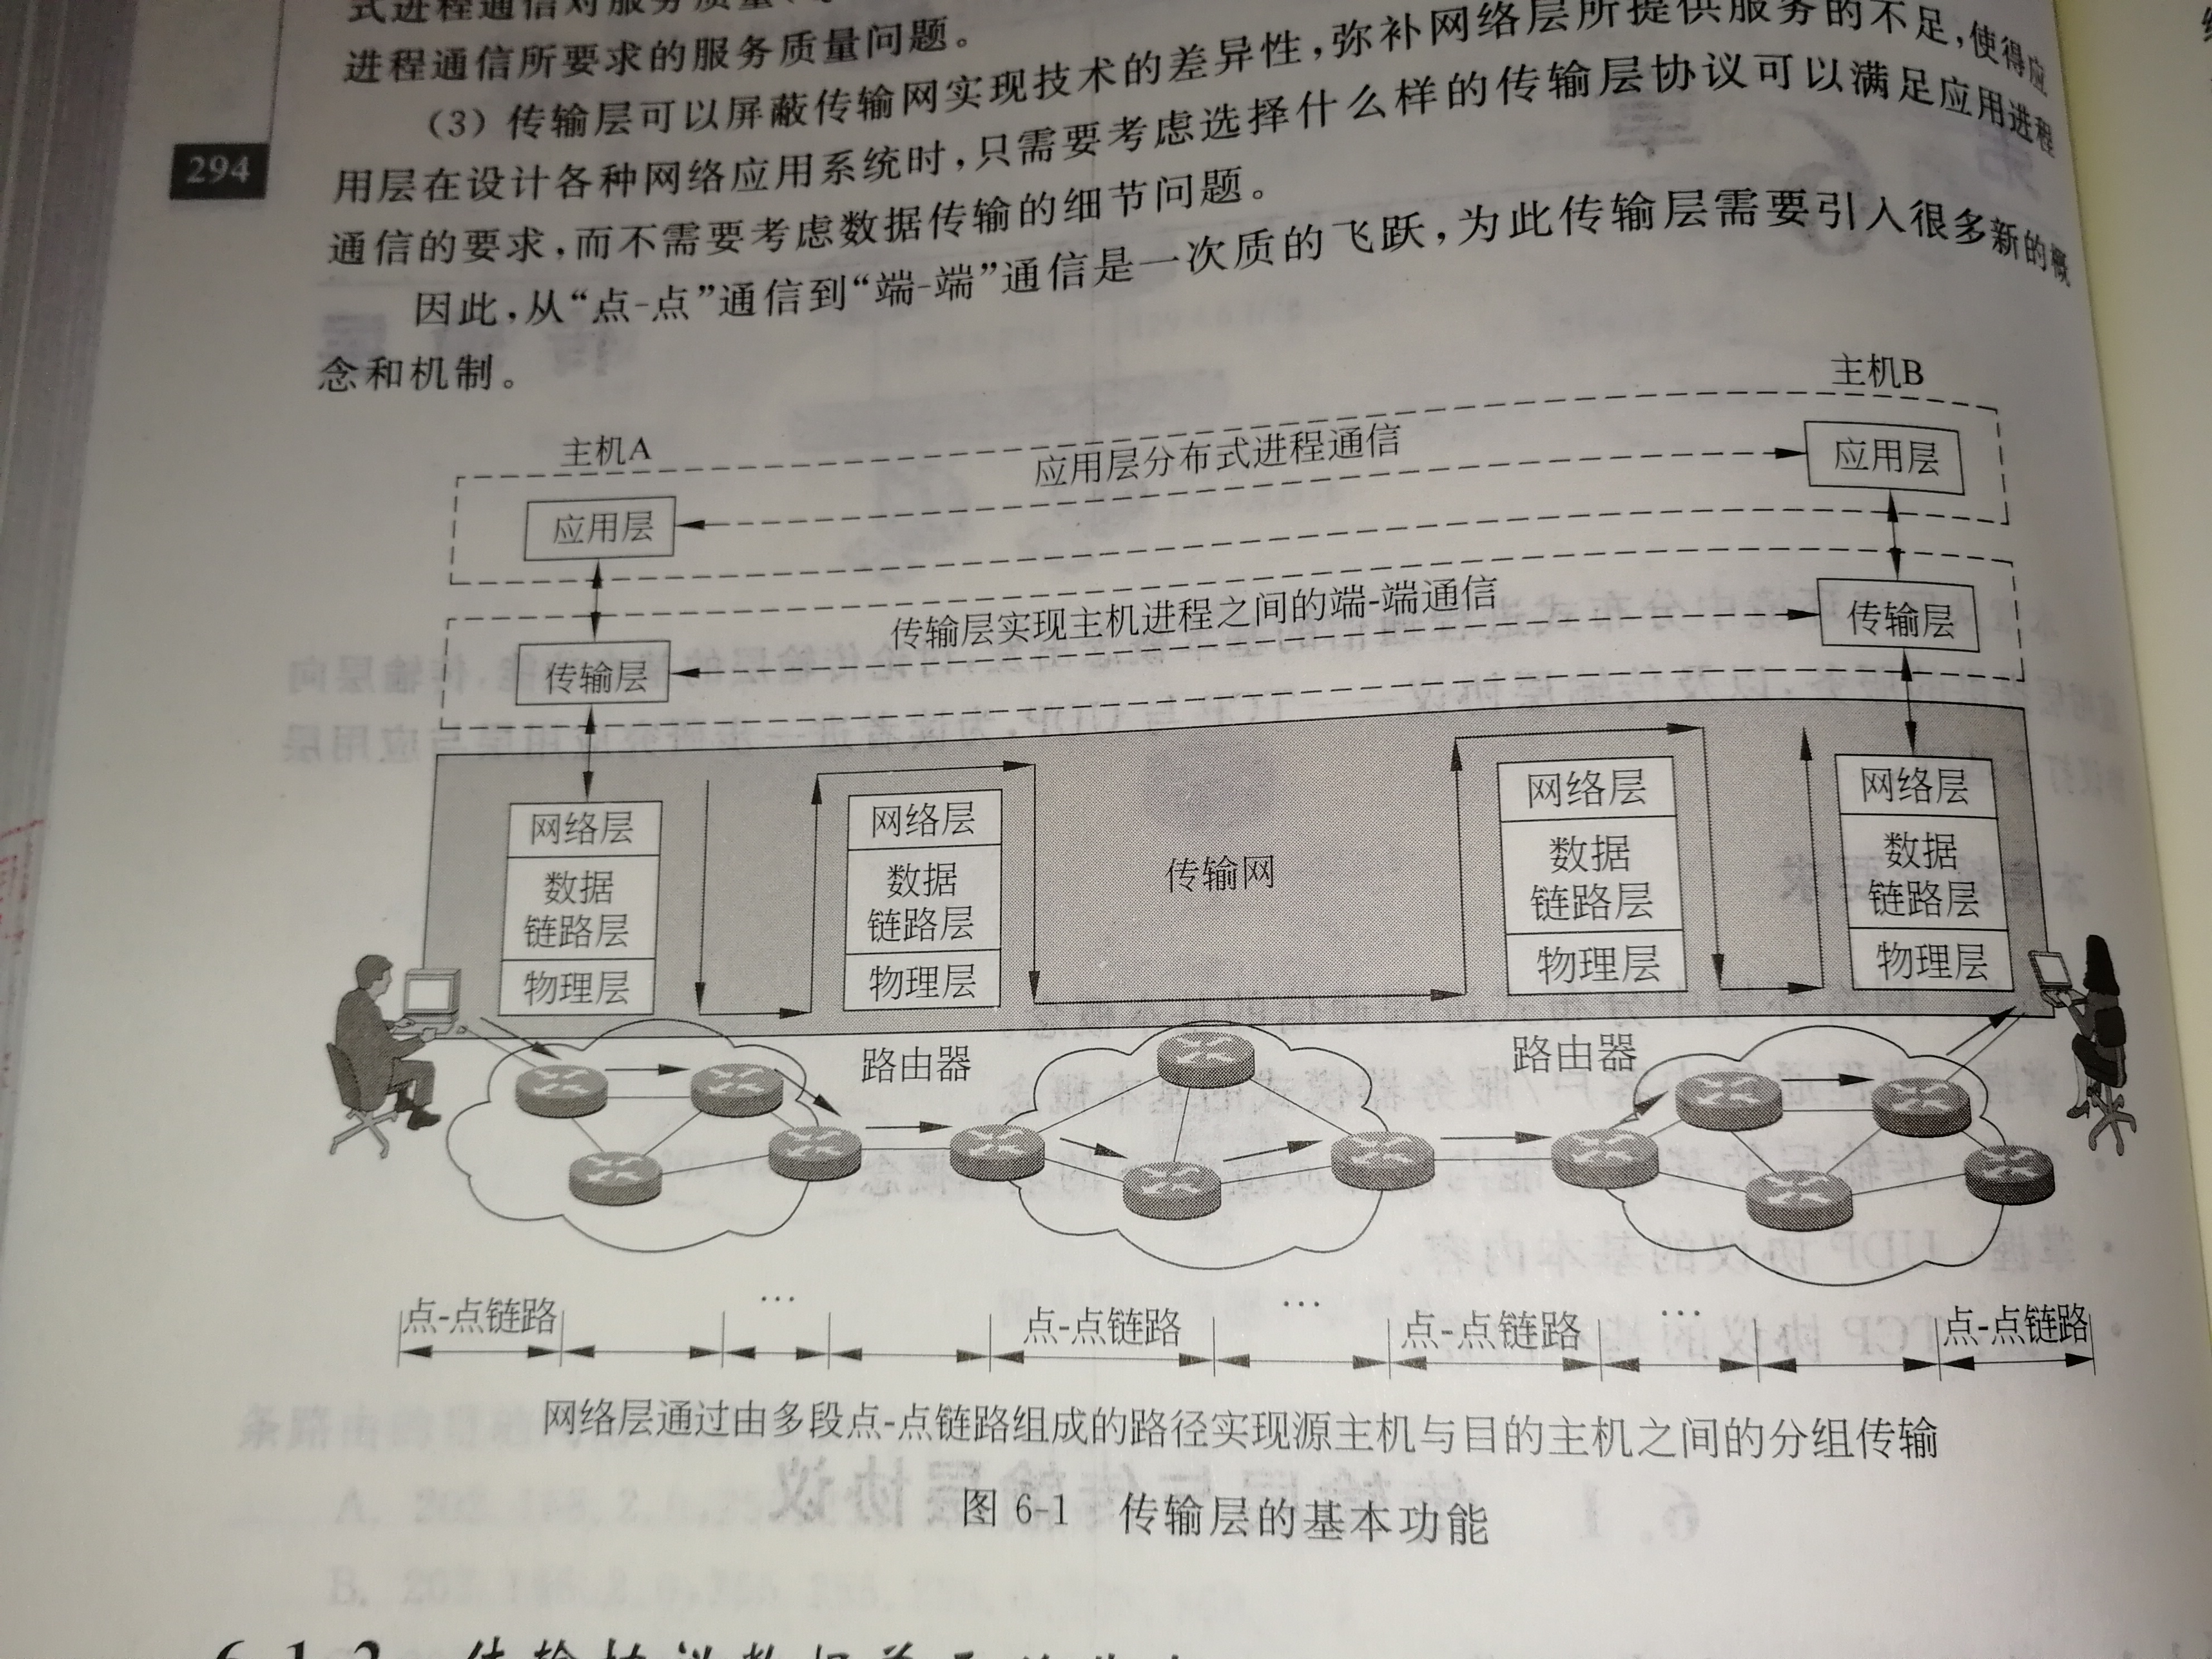 式进程通信对服务质量
进程通信所要求的服务质量问题。
(3) 传输层可以屏蔽传输网实现技术的差异性,弥补网络层所提供服务的不足,使得应
用层在设计各种网络应用系统时,只需要考虑选择什么样的传输层协议可以满足应用进程
通信的要求,而不需要考虑数据传输的细节问题。
因此,从“点-点”通信到“端-端”通信是一次质的飞跃,为此传输层需要引入很多新的概
念和机制。
294
主机A
主机B
应用层
应用层分布式进程通信
应用层
传输层
传输层实现主机进程之间的端-端通信
传输层
网络层
数据
链路层
物理层
网络层
数据
链路层
物理层
传输网
网络层
数据
链路层
物理层
网络层
数据
链路层
物理层
路由器
路由器
点-点链路
…
点-点链路
…
点-点链路
…
点-点链路
网络层通过由多段点-点链路组成的路径实现源主机与目的主机之间的分组传输
图 6-1 传输层的基本功能